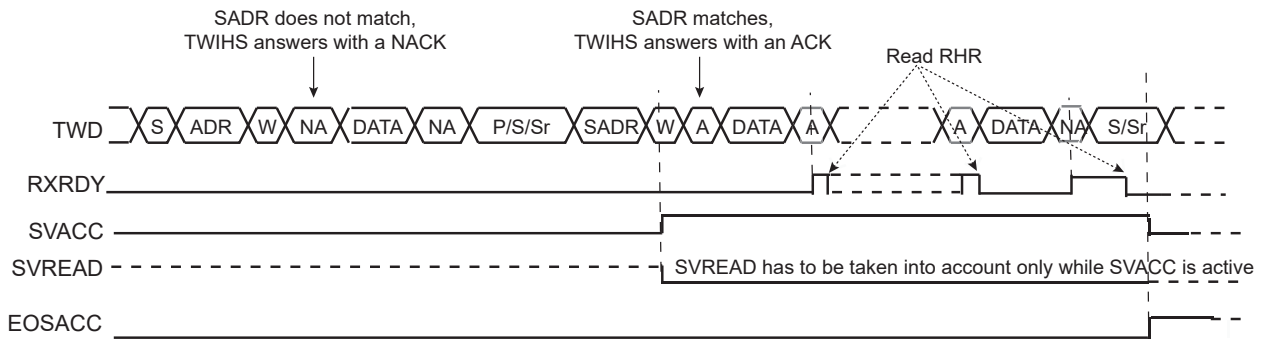 SADR does not match,
TWIHS answers with a NACK
SADR matches,
TWIHS answers with an ACK
Read RHR
TWD S ADR W NA DATA NA P/S/Sr SADR W A DATA A A DATA NA S/Sr
RXRDY
SVACC
SVREAD SVREAD has to be taken into account only while SVACC is active
EOSACC